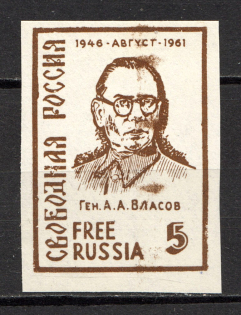 1946 - АВГУСТ - 1961
СВОБОДНАЯ РОССИЯ
ГЕН. А. А. ВЛАСОВ
FREE
RUSSIA
5